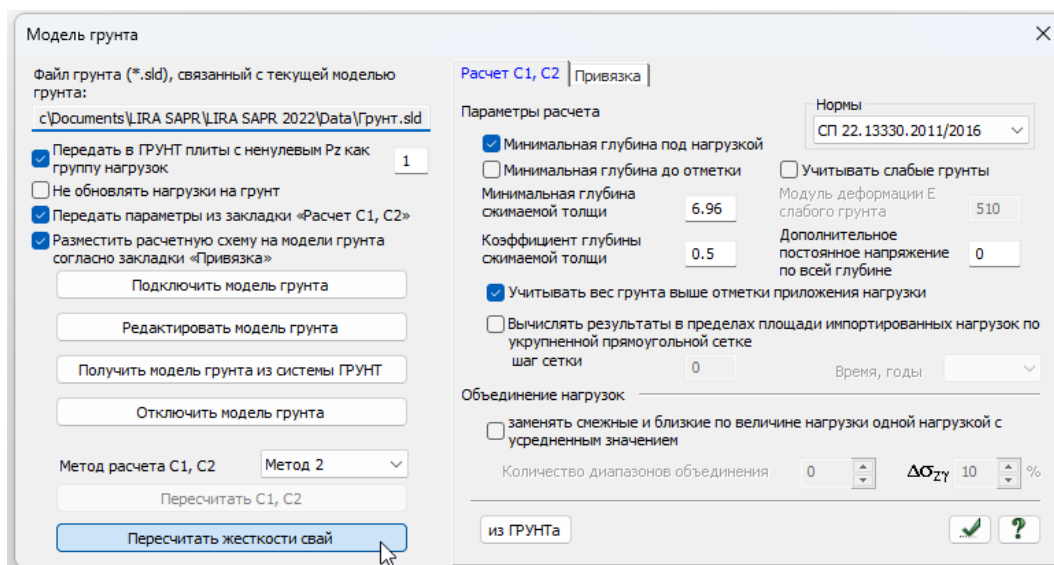 Модель грунта
Файл грунта (*.sld), связанный с текущей моделью
грунта:
c\Documents\LIRA SAPR\LIRA SAPR 2022\Data\Грунт.sld
Передать в ГРУНТ плиты с ненулевым Pz как
группу нагрузок
1
Не обновлять нагрузки на грунт
Передать параметры из закладки «Расчет C1, C2»
Разместить расчетную схему на модели грунта
согласно закладки «Привязка»
Подключить модель грунта
Редактировать модель грунта
Получить модель грунта из системы ГРУНТ
Отключить модель грунта
Метод расчета C1, C2
Метод 2
Пересчитать C1, C2
Пересчитать жесткости свай
Расчет C1, C2
Привязка
Параметры расчета
Нормы
СП 22.13330.2011/2016
Минимальная глубина под нагрузкой
Минимальная глубина до отметки
Учитывать слабые грунты
Минимальная глубина
сжимаемой толщи
6.96
Модуль деформации E
слабого грунта
510
Коэффициент глубины
сжимаемой толщи
0.5
Дополнительное
постоянное напряжение
по всей глубине
0
Учитывать вес грунта выше отметки приложения нагрузки
Вычислять результаты в пределах площади импортированных нагрузок по
укрупненной прямоугольной сетке
шаг сетки
0
Время, годы
Объединение нагрузок
заменять смежные и близкие по величине нагрузки одной нагрузкой с
усредненным значением
Количество диапазонов объединения
0
Δσzγ
10
%
из ГРУНТа
?